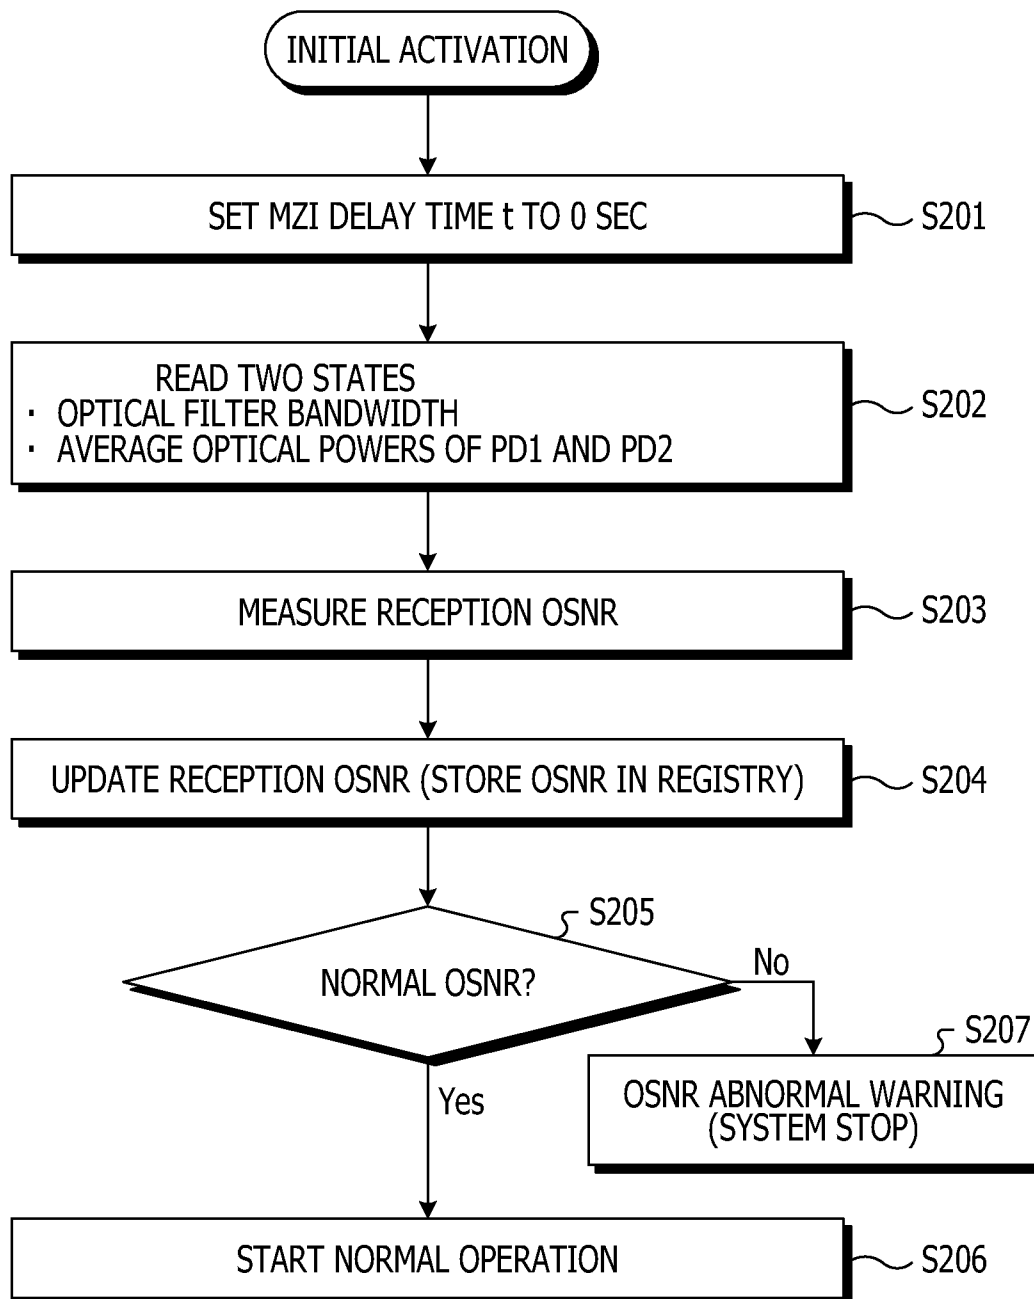 INITIAL ACTIVATION
SET MZI DELAY TIME t TO 0 SEC
S201
READ TWO STATES
· OPTICAL FILTER BANDWIDTH
· AVERAGE OPTICAL POWERS OF PD1 AND PD2
S202
MEASURE RECEPTION OSNR
S203
UPDATE RECEPTION OSNR (STORE OSNR IN REGISTRY)
S204
S205
NORMAL OSNR?
No
S207
OSNR ABNORMAL WARNING
(SYSTEM STOP)
Yes
START NORMAL OPERATION
S206